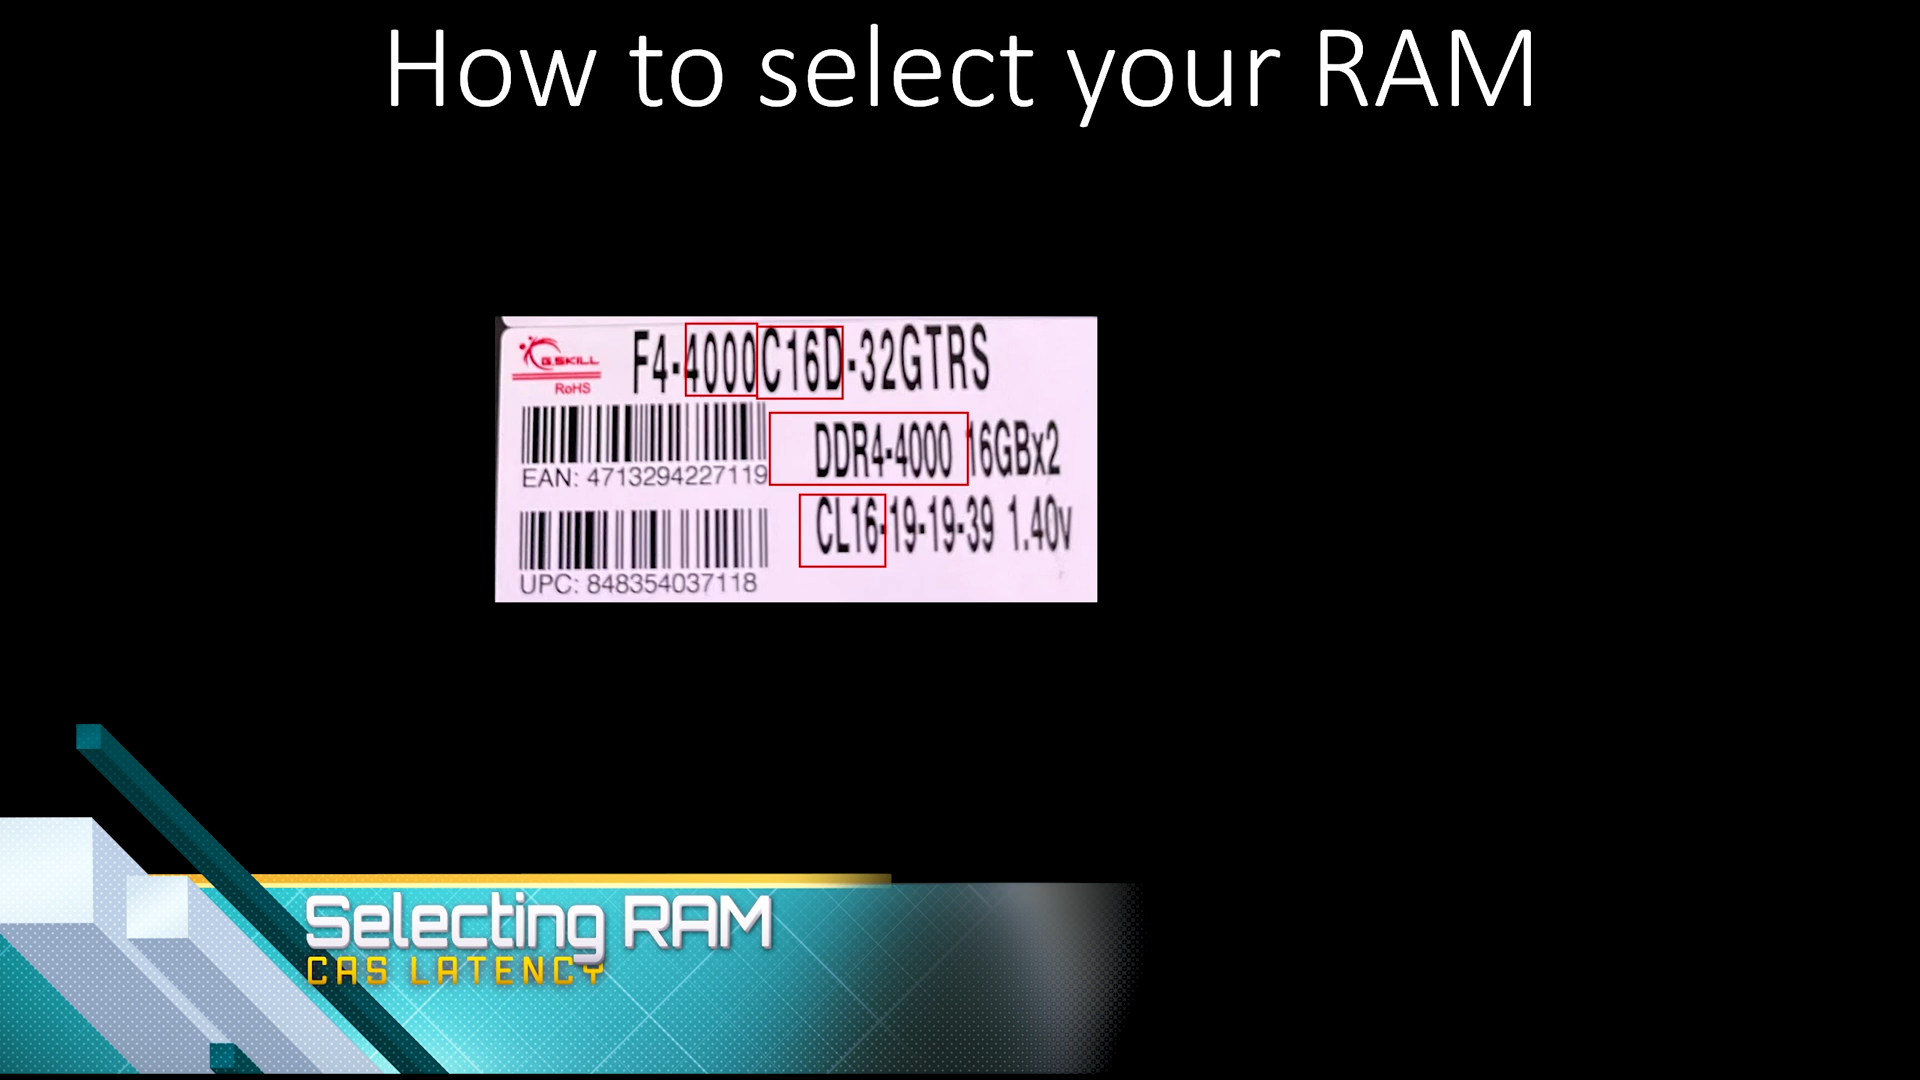 How to select your RAM
G.SKILL
RoHS
F4-4000C16D-32GTRS
EAN: 4713294227119
DDR4-4000 16GBx2
CL16-19-19-39 1.40v
UPC: 848354037118
Selecting RAM
CAS LATENCY